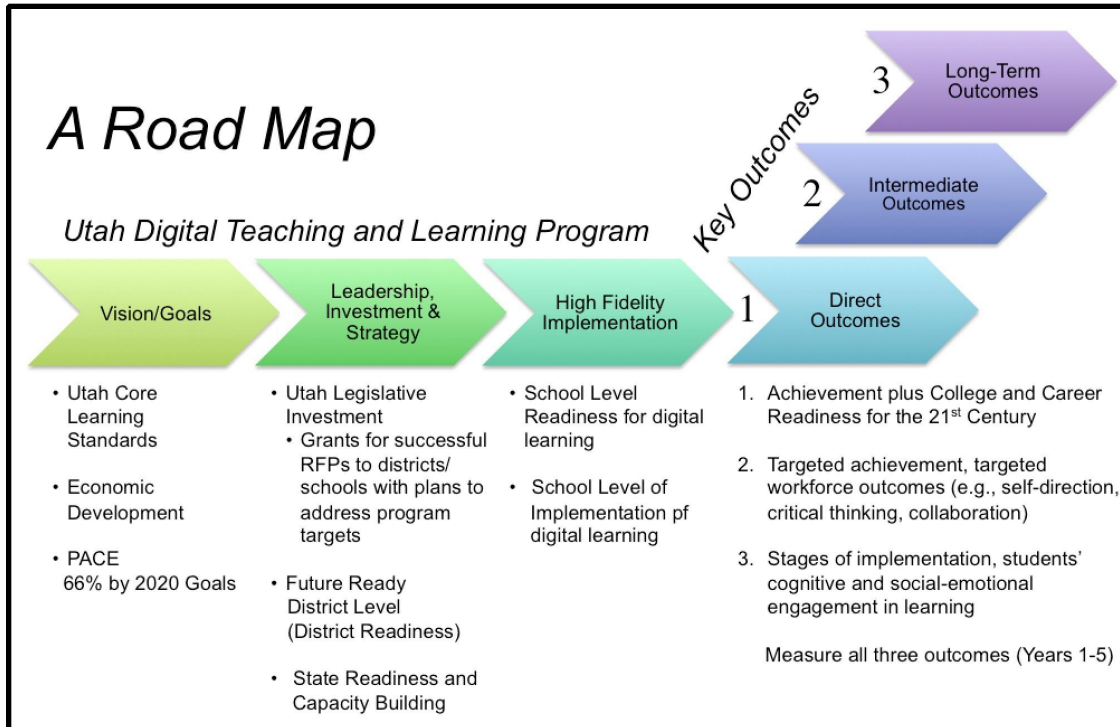 A Road Map
Utah Digital Teaching and Learning Program
Key Outcomes
3
Long-Term
Outcomes
2
Intermediate
Outcomes
Vision/Goals
Leadership,
Investment &
Strategy
High Fidelity
Implementation
1
Direct
Outcomes
• Utah Core
Learning
Standards
• Economic
Development
• PACE
66% by 2020 Goals
• Utah Legislative
Investment
• Grants for successful
RFPs to districts/
schools with plans to
address program
targets
• Future Ready
District Level
(District Readiness)
• State Readiness and
Capacity Building
• School Level
Readiness for digital
learning
• School Level of
Implementation pf
digital learning
1. Achievement plus College and Career
Readiness for the 21st Century
2. Targeted achievement, targeted
workforce outcomes (e.g., self-direction,
critical thinking, collaboration)
3. Stages of implementation, students’
cognitive and social-emotional
engagement in learning
Measure all three outcomes (Years 1-5)